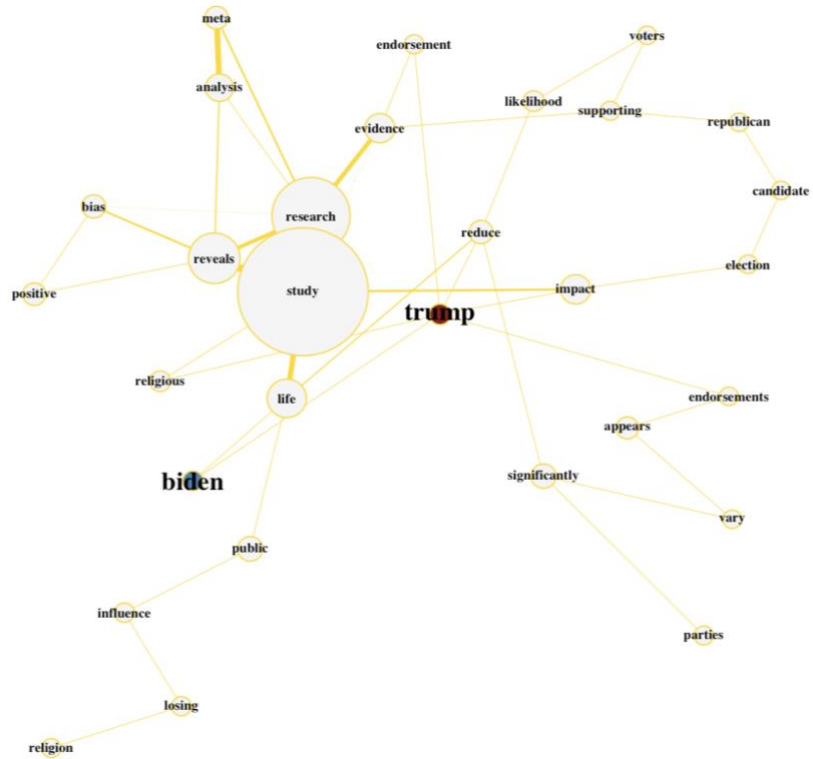 meta
endorsement
voters
analysis
likelihood
supporting
evidence
republican
candidate
bias
research
reduce
reveals
election
positive
study
impact
trump
religious
life
endorsements
appears
significantly
biden
vary
public
influence
parties
losing
religion